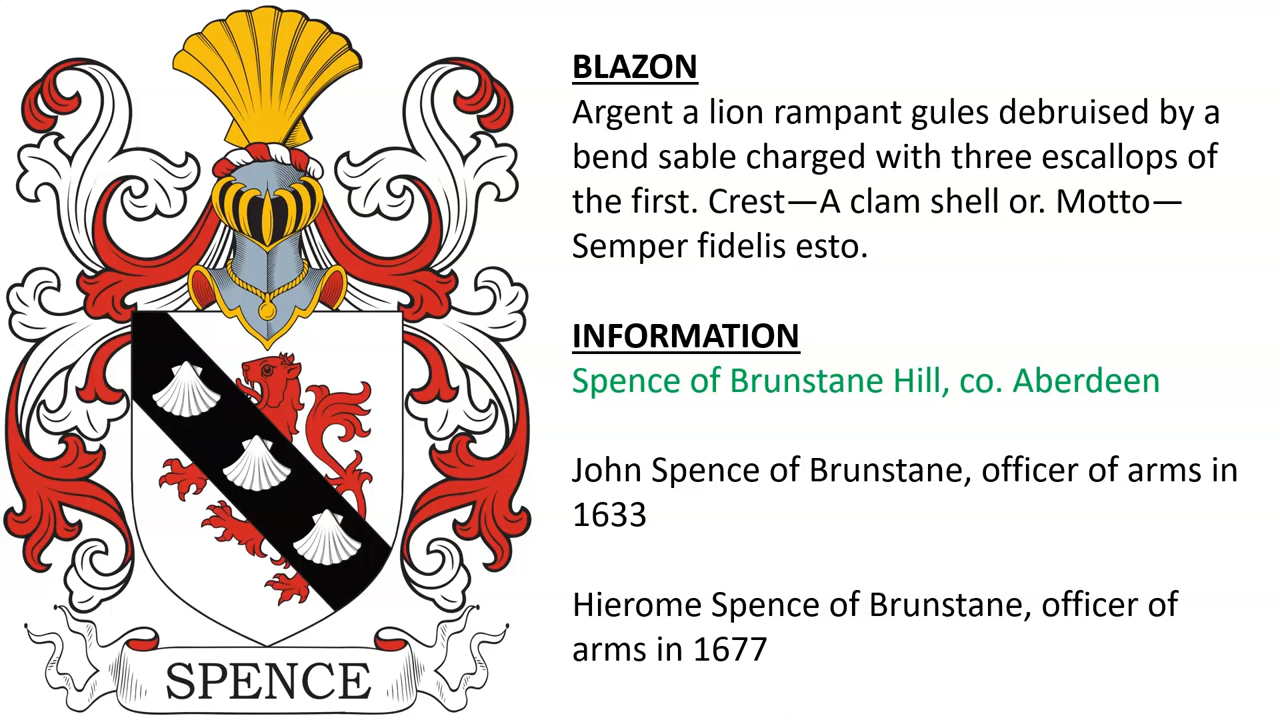 BLAZON
Argent a lion rampant gules debruised by a
bend sable charged with three escallops of
the first. Crest—A clam shell or. Motto—
Semper fidelis esto.
INFORMATION
Spence of Brunstane Hill, co. Aberdeen
John Spence of Brunstane, officer of arms in
1633
Hierome Spence of Brunstane, officer of
arms in 1677
SPENCE